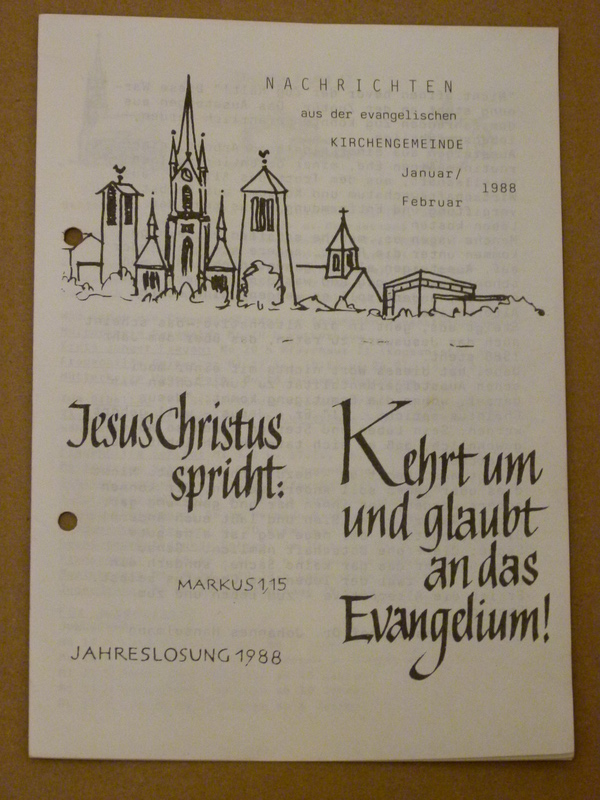 NACHRICHTEN
aus der evangelischen
KIRCHENGEMEINDE
Januar/
Februar
1988
Jesus Christus
spricht:
Kehrt um
und glaubt
an das
Evangelium!
MARKUS 1,15
JAHRESLOSUNG 1988